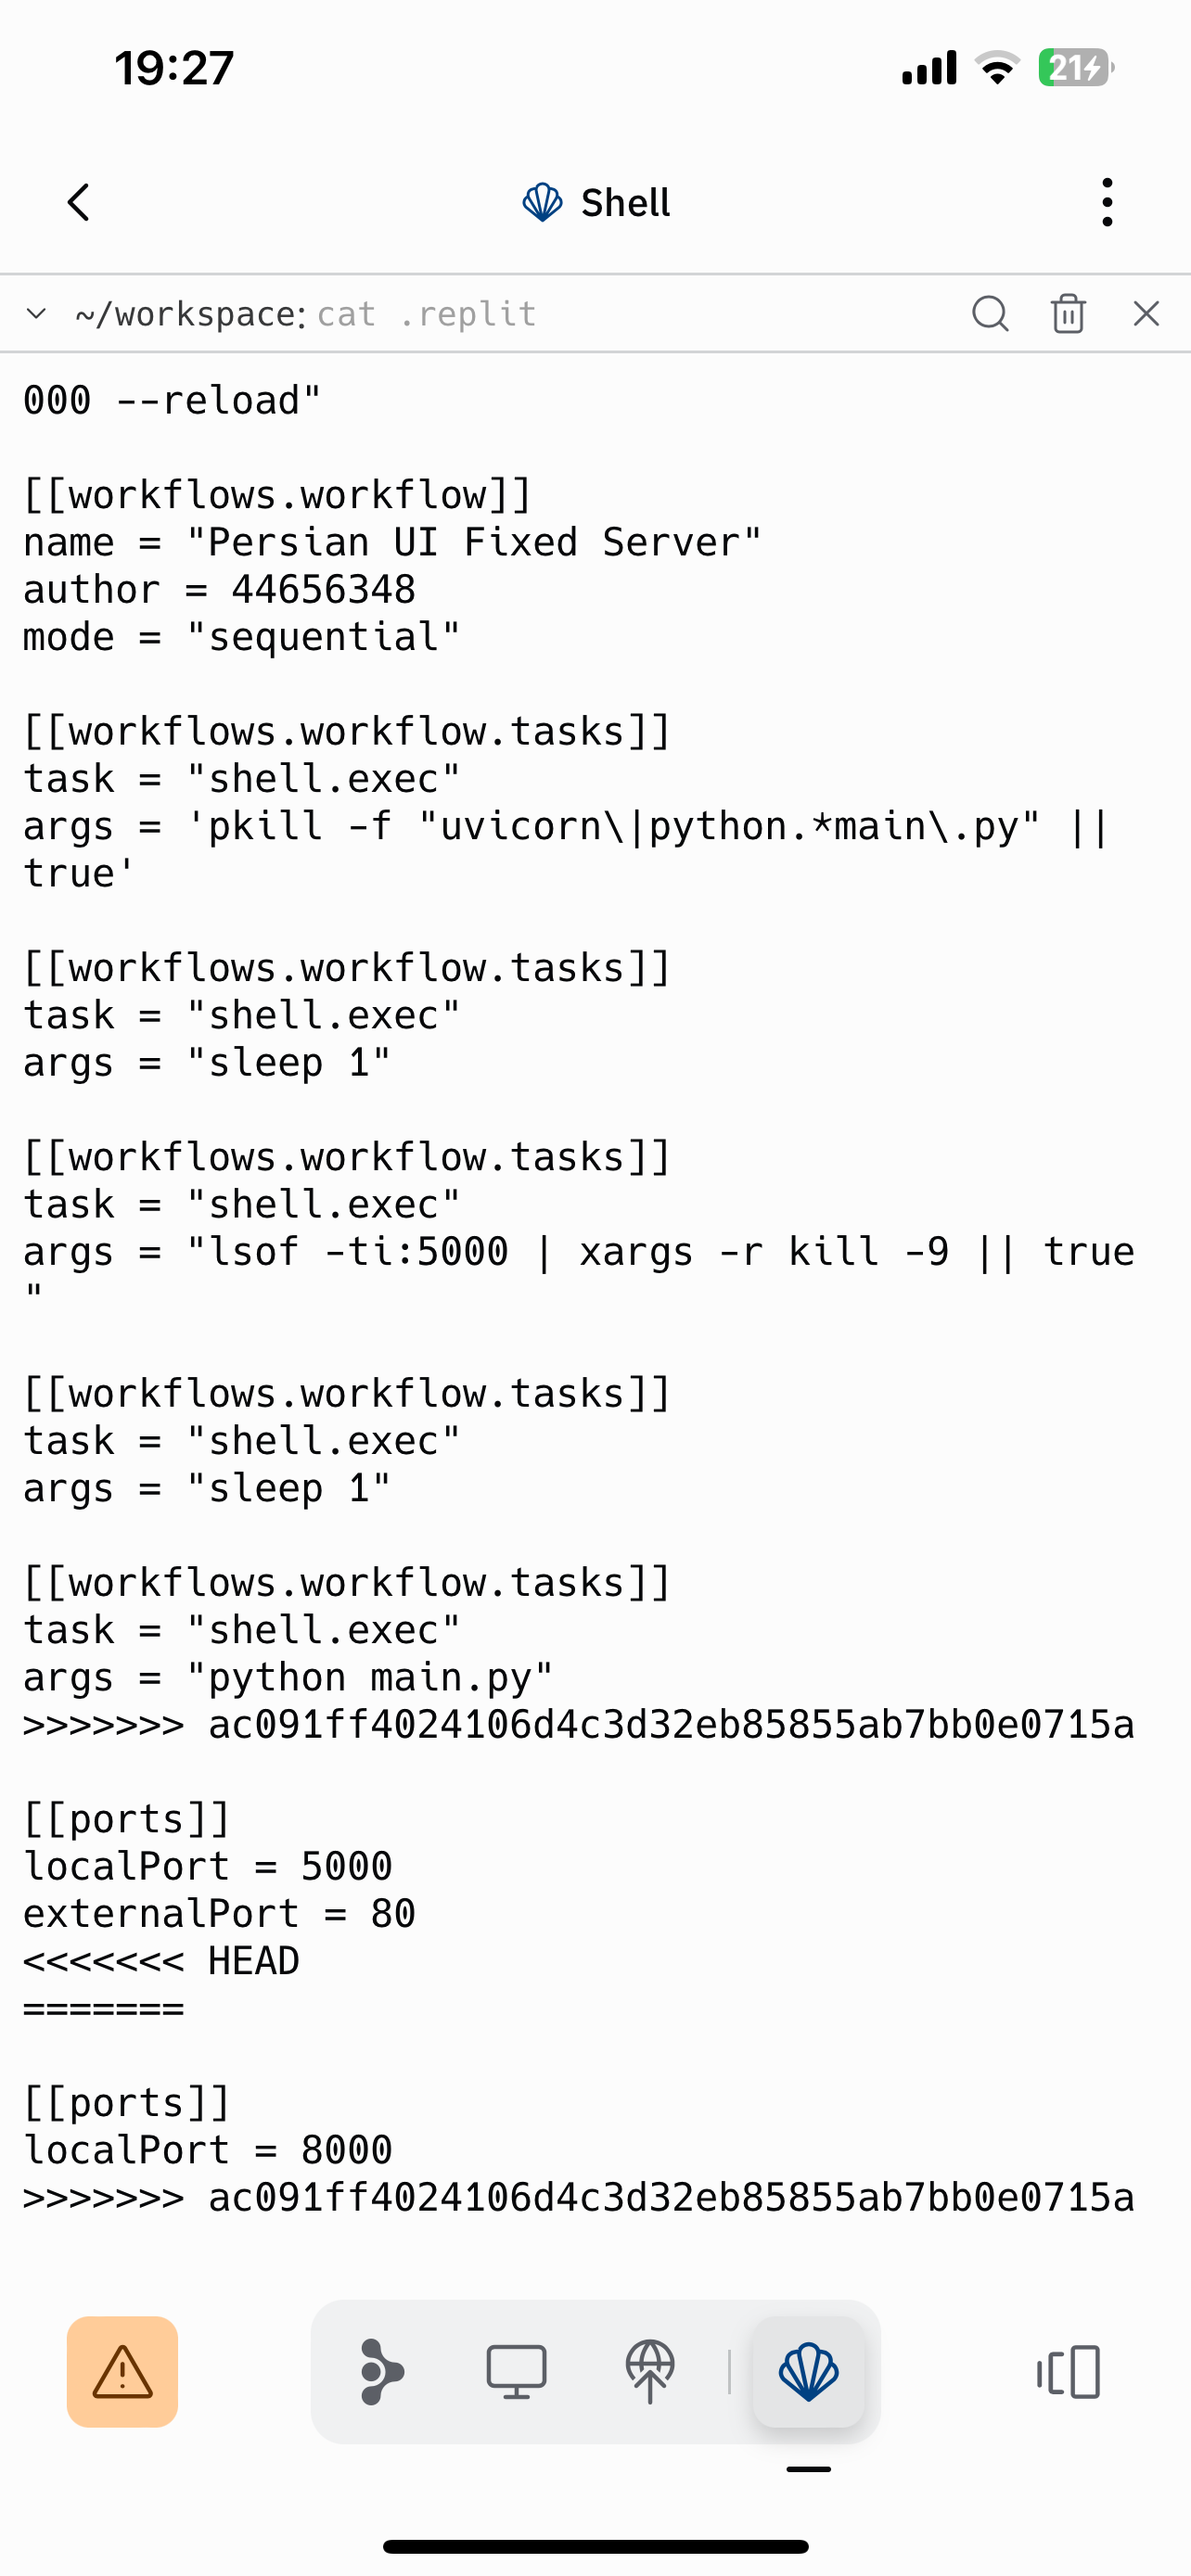 19:27
21
Shell
~/workspace: cat .replit
000 --reload"
[[workflows.workflow]]
name = "Persian UI Fixed Server"
author = 44656348
mode = "sequential"
[[workflows.workflow.tasks]]
task = "shell.exec"
args = 'pkill -f "uvicorn\|python.*main\.py" ||
true'
[[workflows.workflow.tasks]]
task = "shell.exec"
args = "sleep 1"
[[workflows.workflow.tasks]]
task = "shell.exec"
args = "lsof -ti:5000 | xargs -r kill -9 || true
"
[[workflows.workflow.tasks]]
task = "shell.exec"
args = "sleep 1"
[[workflows.workflow.tasks]]
task = "shell.exec"
args = "python main.py"
>>>>>>> ac091ff4024106d4c3d32eb85855ab7bb0e0715a
[[ports]]
localPort = 5000
externalPort = 80
<<<<<<< HEAD
=======
[[ports]]
localPort = 8000
>>>>>>> ac091ff4024106d4c3d32eb85855ab7bb0e0715a